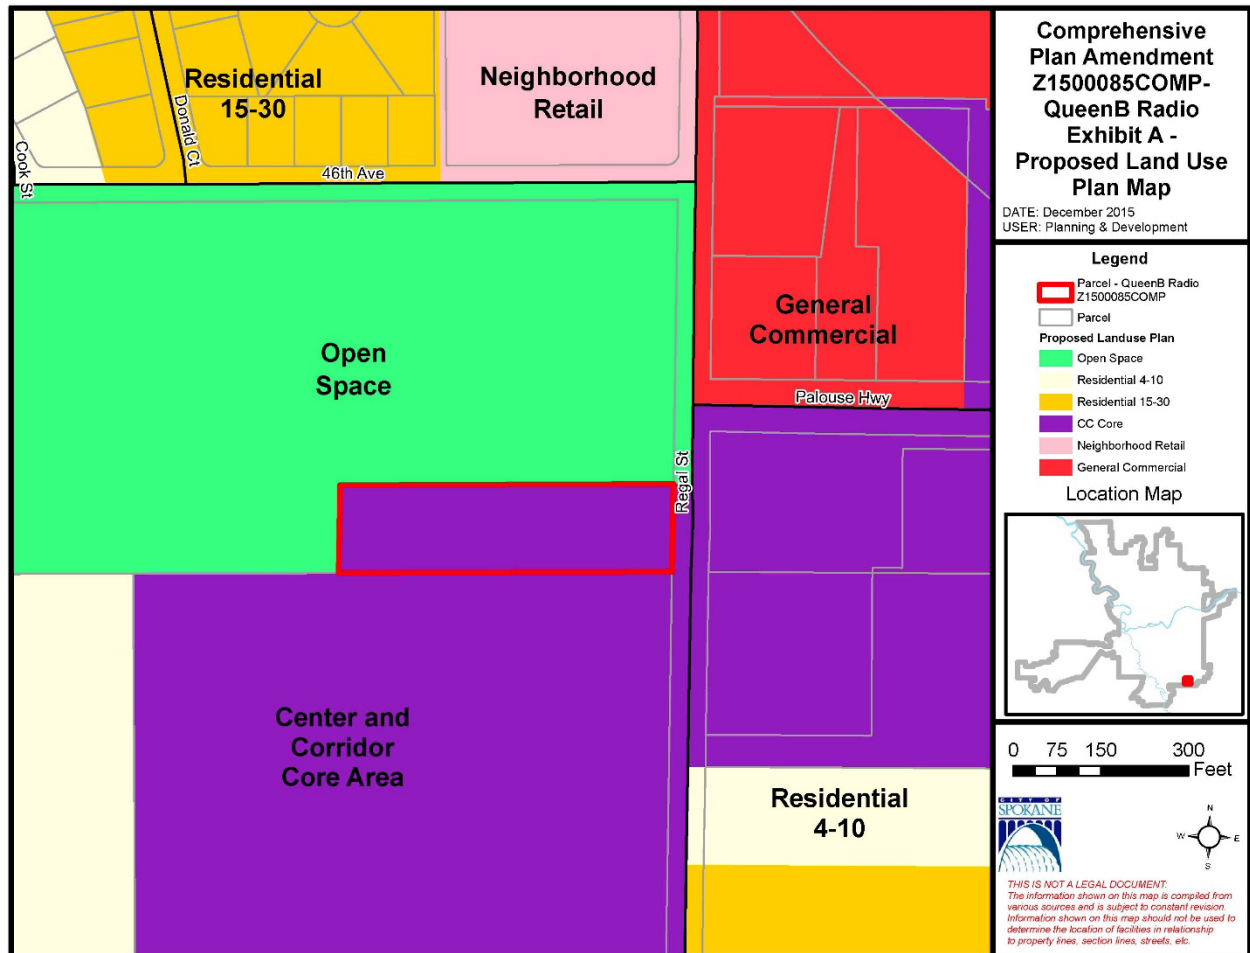 Residential
15-30
Neighborhood
Retail
Donald Ct
Cook St
46th Ave
Open
Space
General
Commercial
Palouse Hwy
Regal St
Center and
Corridor
Core Area
Residential
4-10
Comprehensive
Plan Amendment
Z1500085COMP-
QueenB Radio
Exhibit A -
Proposed Land Use
Plan Map
DATE: December 2015
USER: Planning & Development
Legend
Parcel - QueenB Radio
Z1500085COMP
Parcel
Proposed Landuse Plan
Open Space
Residential 4-10
Residential 15-30
CC Core
Neighborhood Retail
General Commercial
Location Map
0 75 150 300
Feet
CITY OF
SPOKANE
N
W E
S
THIS IS NOT A LEGAL DOCUMENT:
The information shown on this map is compiled from
various sources and is subject to constant revision.
Information shown on this map should not be used to
determine the location of facilities in relationship
to property lines, section lines, streets, etc.